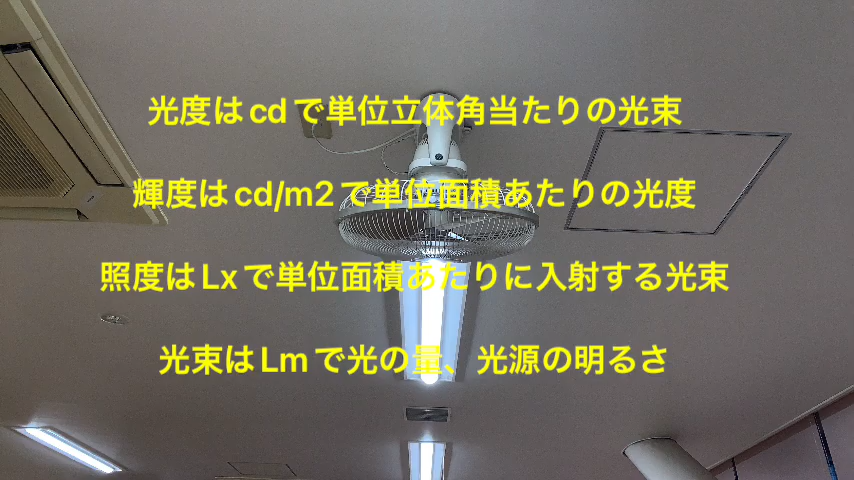 光度はcdで単位立体角当たりの光束
輝度はcd/m2で単位面積あたりの光度
照度はLxで単位面積あたりに入射する光束
光束はLmで光の量、光源の明るさ